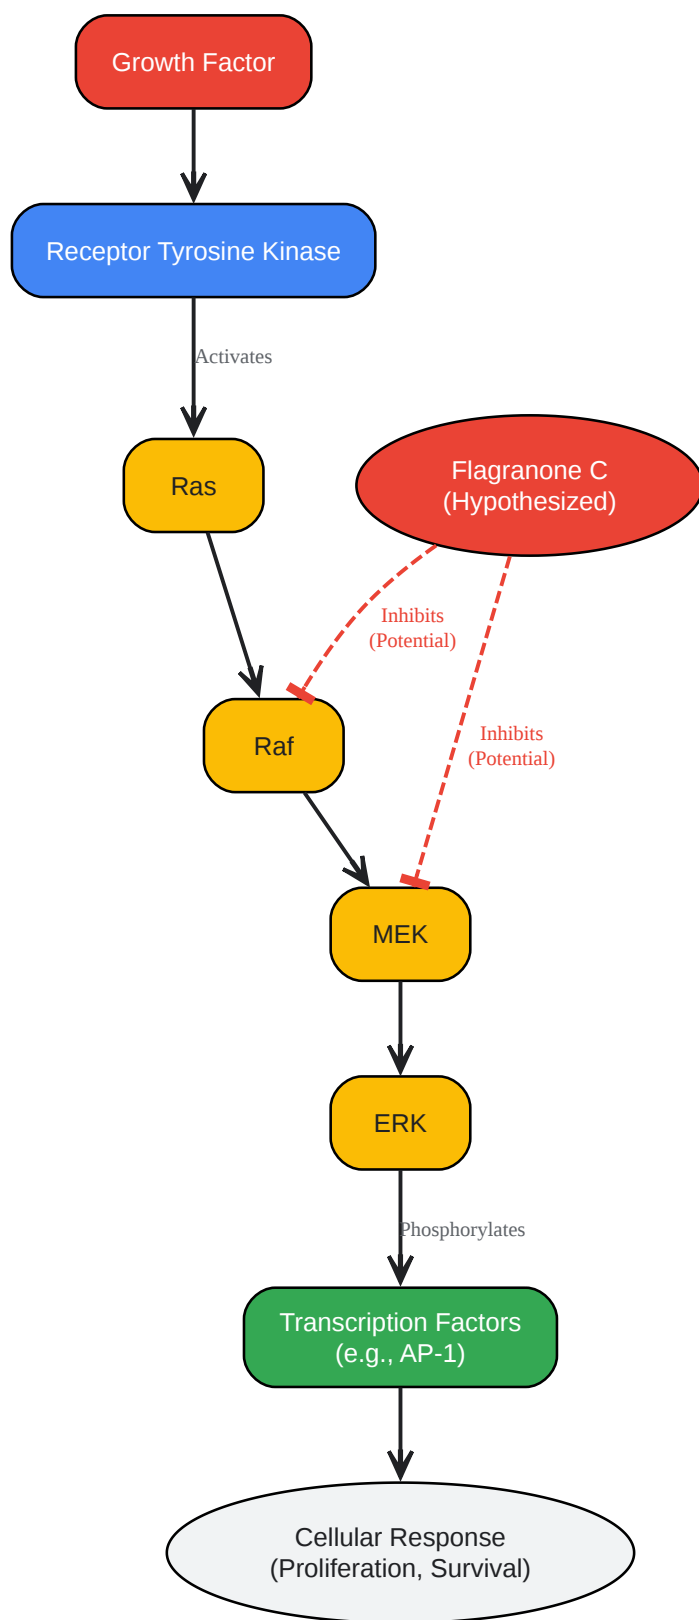 Growth Factor
Receptor Tyrosine Kinase
Activates
Ras
Flagranone C
(Hypothesized)
Inhibits
(Potential)
Raf
Inhibits
(Potential)
MEK
ERK
Phosphorylates
Transcription Factors
(e.g., AP-1)
Cellular Response
(Proliferation, Survival)